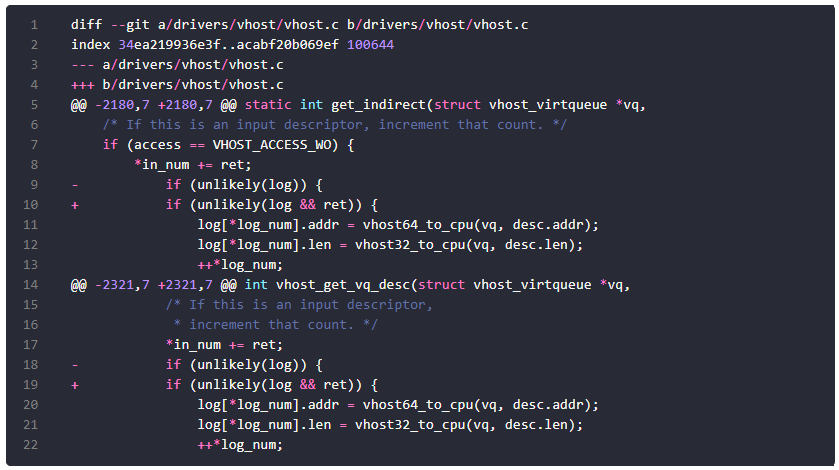 1 diff --git a/drivers/vhost/vhost.c b/drivers/vhost/vhost.c
2 index 34ea219936e3f..acabf20b069ef 100644
3 --- a/drivers/vhost/vhost.c
4 +++ b/drivers/vhost/vhost.c
5 @@ -2180,7 +2180,7 @@ static int get_indirect(struct vhost_virtqueue *vq,
6     /* If this is an input descriptor, increment that count. */
7     if (access == VHOST_ACCESS_WO) {
8         *in_num += ret;
9 -           if (unlikely(log)) {
10 +           if (unlikely(log && ret)) {
11                 log[*log_num].addr = vhost64_to_cpu(vq, desc.addr);
12                 log[*log_num].len = vhost32_to_cpu(vq, desc.len);
13                 ++*log_num;
14 @@ -2321,7 +2321,7 @@ int vhost_get_vq_desc(struct vhost_virtqueue *vq,
15             /* If this is an input descriptor,
16              * increment that count. */
17             *in_num += ret;
18 -           if (unlikely(log)) {
19 +           if (unlikely(log && ret)) {
20                 log[*log_num].addr = vhost64_to_cpu(vq, desc.addr);
21                 log[*log_num].len = vhost32_to_cpu(vq, desc.len);
22                 ++*log_num;